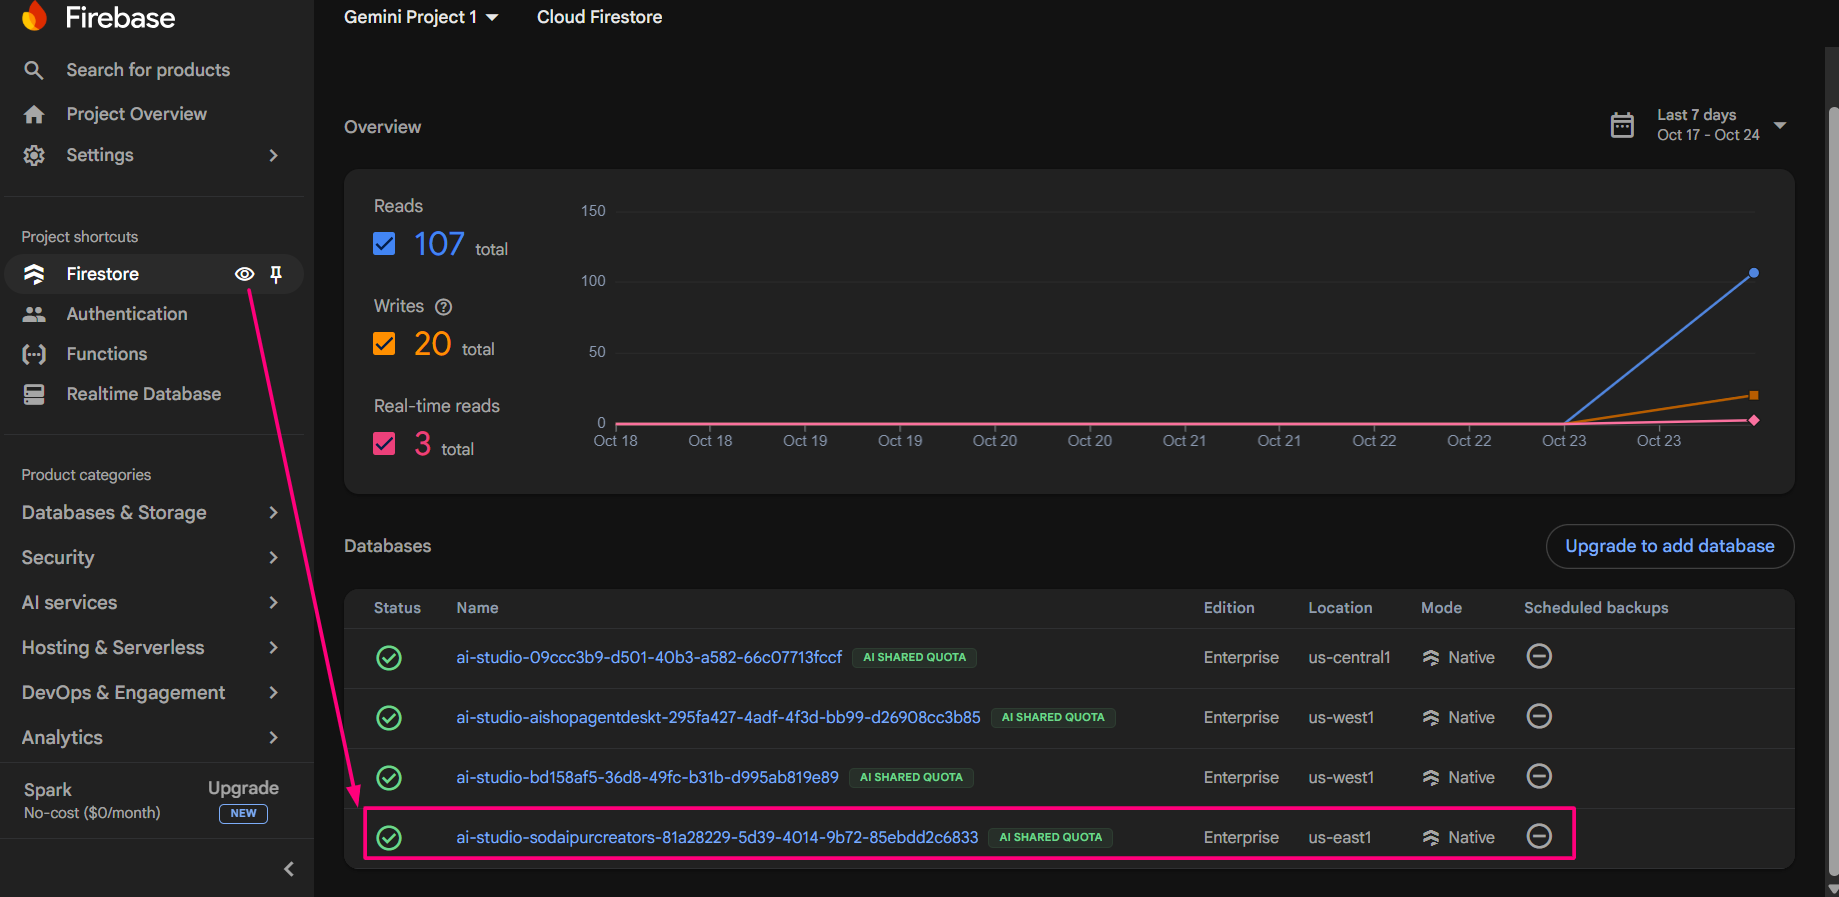 Firebase
Gemini Project 1
Cloud Firestore
Search for products
Project Overview
Settings
Project shortcuts
Firestore
Authentication
Functions
Realtime Database
Product categories
Databases & Storage
Security
AI services
Hosting & Serverless
DevOps & Engagement
Analytics
Spark
No-cost ($0/month)
Upgrade
NEW
Overview
Last 7 days
Oct 17 - Oct 24
Reads
107 total
Writes
20 total
Real-time reads
3 total
150
100
50
0
Oct 18 Oct 18 Oct 19 Oct 19 Oct 20 Oct 20 Oct 21 Oct 21 Oct 22 Oct 22 Oct 23 Oct 23
Databases
Upgrade to add database
Status Name Edition Location Mode Scheduled backups
ai-studio-09ccc3b9-d501-40b3-a582-66c07713fccf AI SHARED QUOTA Enterprise us-central1 Native
ai-studio-aishopagentdeskt-295fa427-4adf-4f3d-bb99-d26908cc3b85 AI SHARED QUOTA Enterprise us-west1 Native
ai-studio-bd158af5-36d8-49fc-b31b-d995ab819e89 AI SHARED QUOTA Enterprise us-west1 Native
ai-studio-sodaipurcreators-81a28229-5d39-4014-9b72-85ebdd2c6833 AI SHARED QUOTA Enterprise us-east1 Native